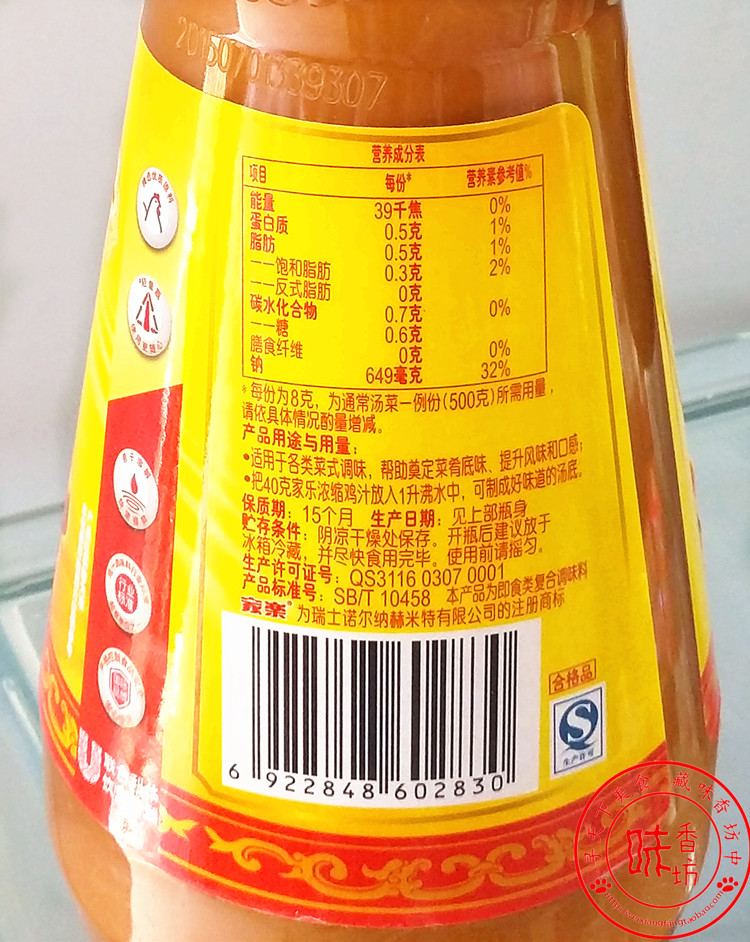 20160701339307
营养成分表
项目 每份* 营养素参考值%
能量 39千焦 0%
蛋白质 0.5克 1%
脂肪 0.5克 1%
——饱和脂肪 0.3克 2%
——反式脂肪 0克
碳水化合物 0.7克 0%
——糖 0.6克
膳食纤维 0克 0%
钠 649毫克 32%
*每份为8克，为通常汤菜一例份(500克)所需用量，
请依具体情况酌量增减。
产品用途与用量：
•适用于各类菜式调味，帮助奠定菜肴底味、提升风味和口感；
•把40克家乐浓缩鸡汁放入1升沸水中，可制成好味道的汤底。
保质期：15个月 生产日期：见上部瓶身
贮存条件：阴凉干燥处保存。开瓶后建议放于
冰箱冷藏，并尽快食用完毕。使用前请摇匀。
生产许可证号：QS3116 0307 0001
产品标准号：SB/T 10458 本产品为即食类复合调味料
家乐® 为瑞士诺尔纳赫米特有限公司的注册商标
6 922848 602830
合格品
生产许可
行业
味香坊